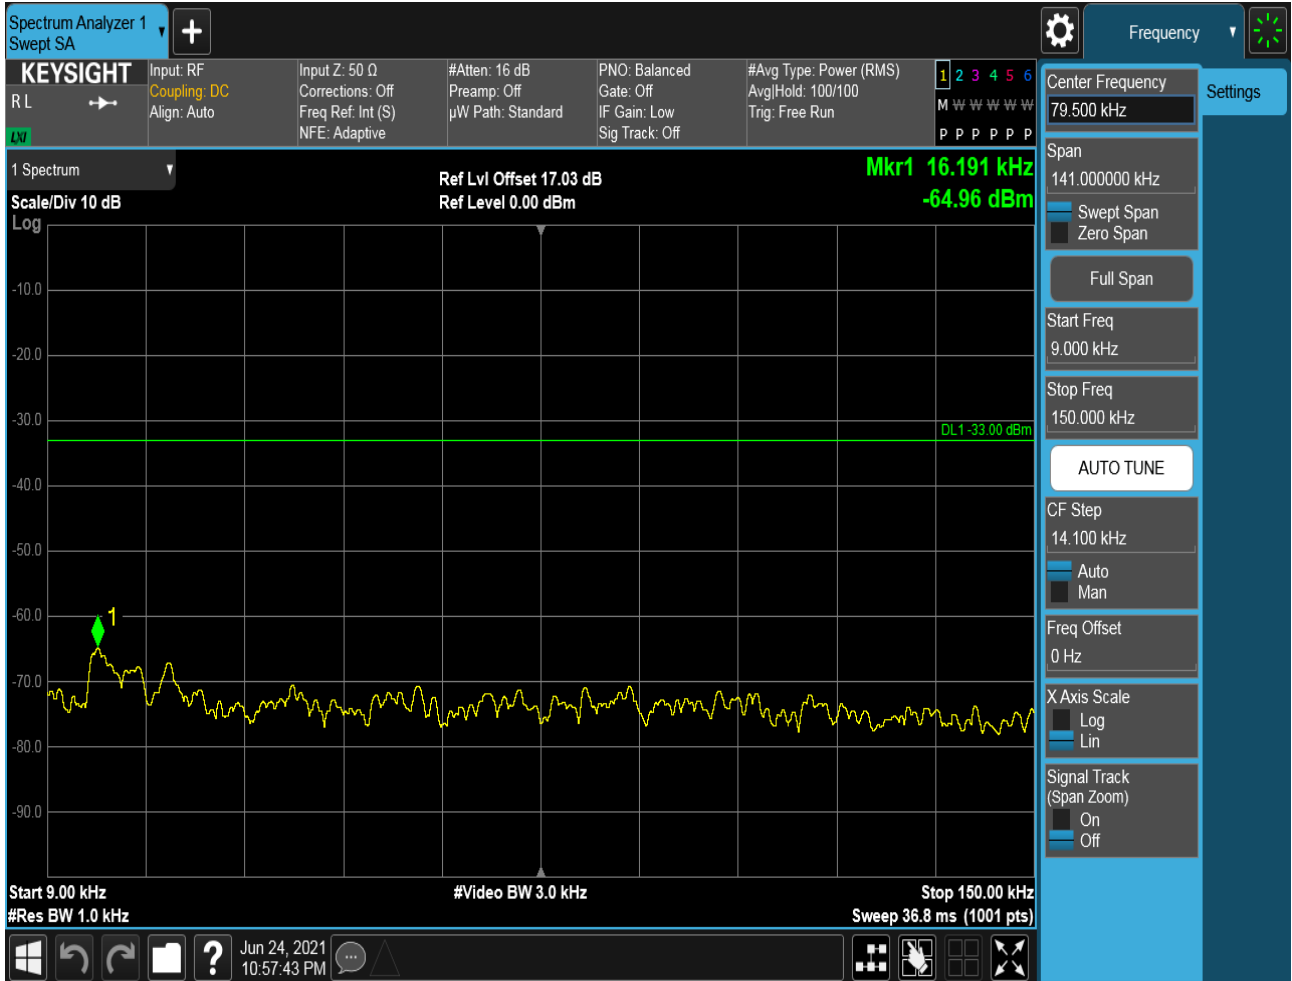 Spectrum Analyzer 1
Swept SA
+
Frequency
KEYSIGHT
R L
LXI
Input: RF
Coupling: DC
Align: Auto
Input Z: 50 Ω
Corrections: Off
Freq Ref: Int (S)
NFE: Adaptive
#Atten: 16 dB
Preamp: Off
µW Path: Standard
PNO: Balanced
Gate: Off
IF Gain: Low
Sig Track: Off
#Avg Type: Power (RMS)
Avg|Hold: 100/100
Trig: Free Run
1 2 3 4 5 6
M W W W W W
P P P P P P
1 Spectrum
Scale/Div 10 dB
Log
Ref Lvl Offset 17.03 dB
Ref Level 0.00 dBm
Mkr1 16.191 kHz
-64.96 dBm
-10.0
-20.0
-30.0
DL1 -33.00 dBm
-40.0
-50.0
-60.0
1
-70.0
-80.0
-90.0
Start 9.00 kHz
#Video BW 3.0 kHz
Stop 150.00 kHz
#Res BW 1.0 kHz
Sweep 36.8 ms (1001 pts)
?
Jun 24, 2021
10:57:43 PM
Center Frequency
79.500 kHz
Settings
Span
141.000000 kHz
Swept Span
Zero Span
Full Span
Start Freq
9.000 kHz
Stop Freq
150.000 kHz
AUTO TUNE
CF Step
14.100 kHz
Auto
Man
Freq Offset
0 Hz
X Axis Scale
Log
Lin
Signal Track
(Span Zoom)
On
Off